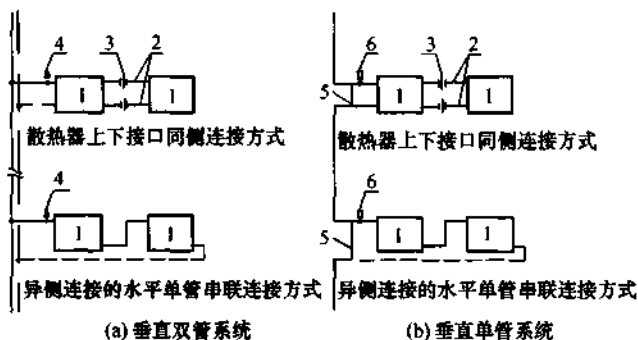 4 3 2 6 3 2
1 1 5 1 1
散热器上下接口同侧连接方式 散热器上下接口同侧连接方式
4 6
1 1 5 1 1
异侧连接的水平单管串联连接方式 异侧连接的水平单管串联连接方式
(a) 垂直双管系统 (b) 垂直单管系统